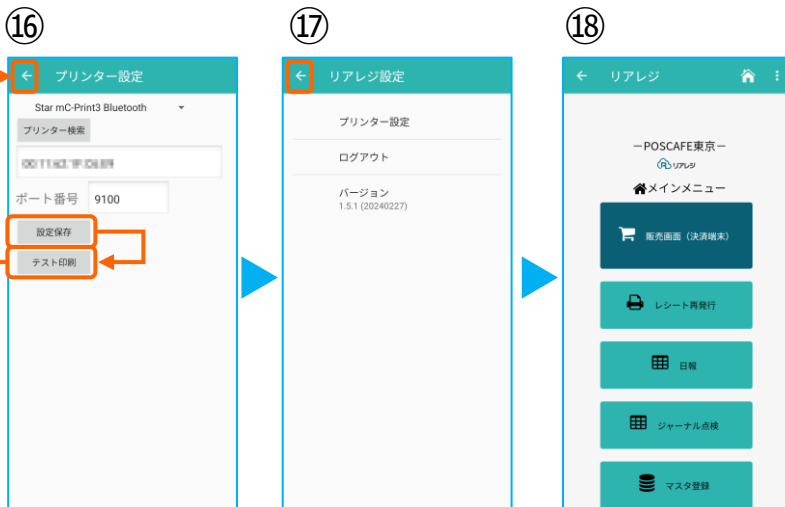 ⑯
プリンター設定
Star mC-Print3 Bluetooth
プリンター検索
ポート番号 9100
設定保存
テスト印刷
⑰
リアレジ設定
プリンター設定
ログアウト
バージョン
1.5.1 (20240227)
⑱
リアレジ
－POSCAFE東京－
リアレジ
メインメニュー
販売画面（決済端末）
レシート再発行
日報
ジャーナル点検
マスタ登録